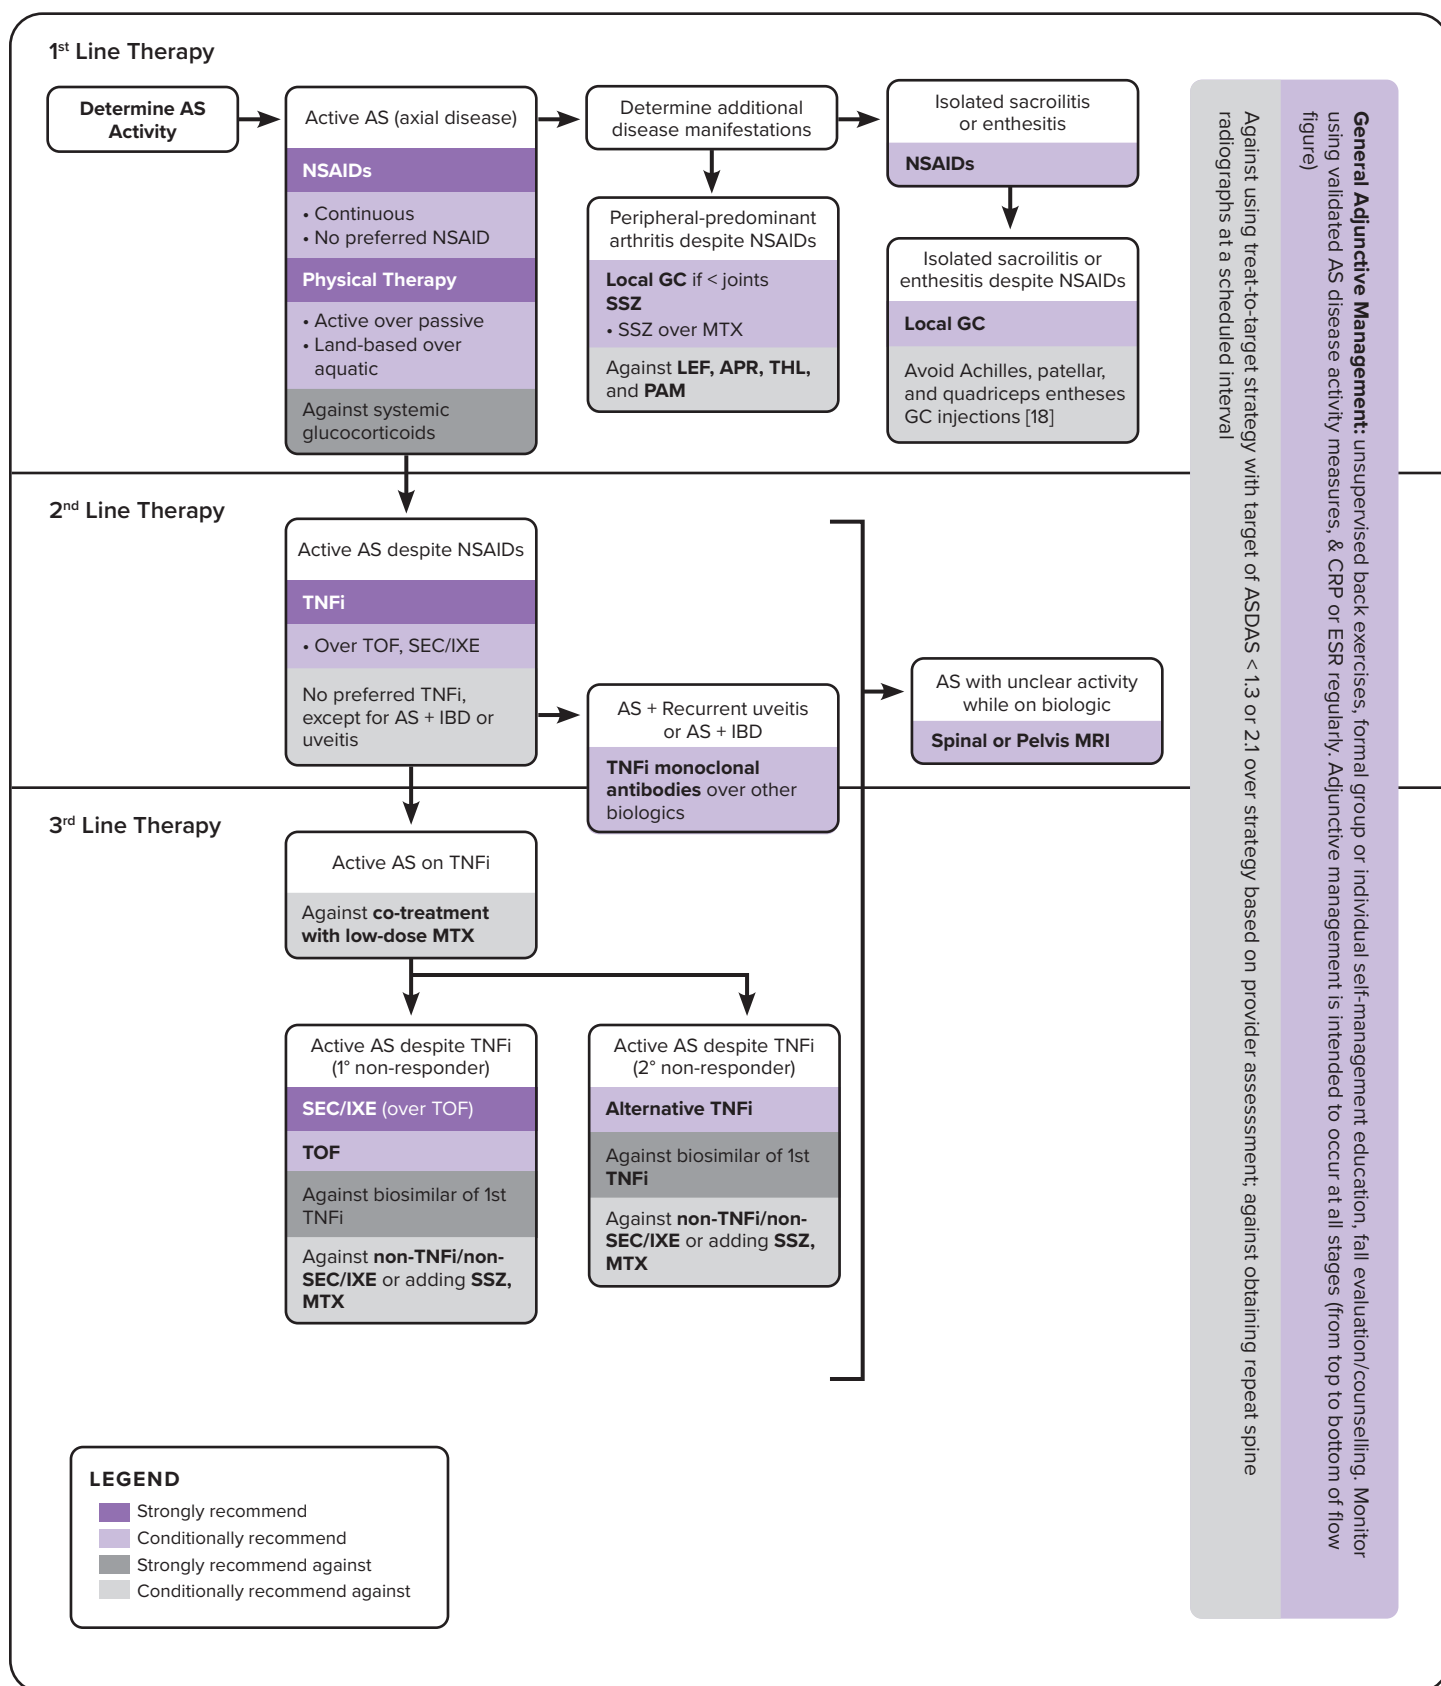 1st Line Therapy
Determine AS
Activity
Active AS (axial disease)
NSAIDs
• Continuous
• No preferred NSAID
Physical Therapy
• Active over passive
• Land-based over
aquatic
Against systemic
glucocorticoids
Determine additional
disease manifestations
Peripheral-predominant
arthritis despite NSAIDs
Local GC if < joints
SSZ
• SSZ over MTX
Against LEF, APR, THL,
and PAM
Isolated sacroilitis
or enthesitis
NSAIDs
Isolated sacroilitis or
enthesitis despite NSAIDs
Local GC
Avoid Achilles, patellar,
and quadriceps entheses
GC injections [18]
2nd Line Therapy
Active AS despite NSAIDs
TNFi
• Over TOF, SEC/IXE
No preferred TNFi,
except for AS + IBD or
uveitis
AS + Recurrent uveitis
or AS + IBD
TNFi monoclonal
antibodies over other
biologics
AS with unclear activity
while on biologic
Spinal or Pelvis MRI
3rd Line Therapy
Active AS on TNFi
Against co-treatment
with low-dose MTX
Active AS despite TNFi
(1° non-responder)
SEC/IXE (over TOF)
TOF
Against biosimilar of 1st
TNFi
Against non-TNFi/non-
SEC/IXE or adding SSZ,
MTX
Active AS despite TNFi
(2° non-responder)
Alternative TNFi
Against biosimilar of 1st
TNFi
Against non-TNFi/non-
SEC/IXE or adding SSZ,
MTX
General Adjunctive Management: unsupervised back exercises, formal group or individual self-management education, fall evaluation/counselling. Monitor
using validated AS disease activity measures, & CRP or ESR regularly. Adjunctive management is intended to occur at all stages (from top to bottom of flow
figure)
Against using treat-to-target strategy with target of ASDAS < 1.3 or 2.1 over strategy based on provider assesssment; against obtaining repeat spine
radiographs at a scheduled interval
LEGEND
Strongly recommend
Conditionally recommend
Strongly recommend against
Conditionally recommend against